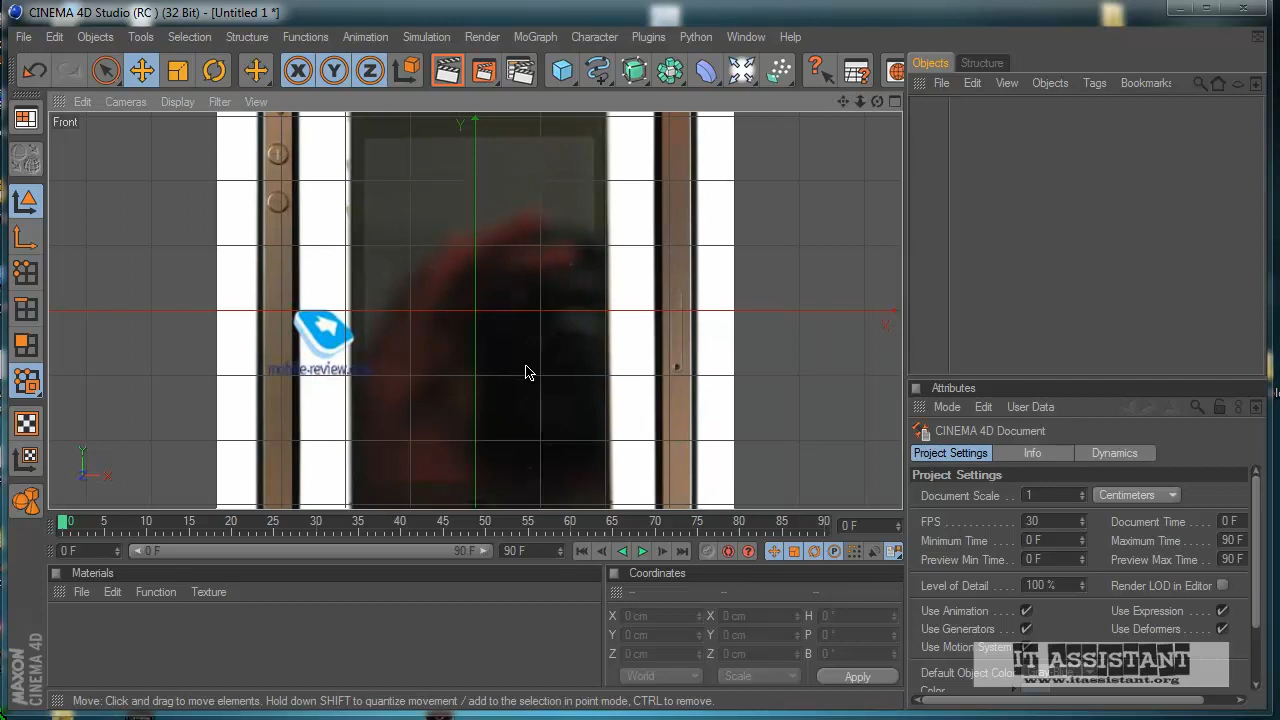 CINEMA 4D Studio (RC ) (32 Bit) - [Untitled 1 *]
File Edit Objects Tools Selection Structure Functions Animation Simulation Render MoGraph Character Plugins Python Window Help
X Y Z
Objects Structure
File Edit View Objects Tags Bookmarks
Edit Cameras Display Filter View
Front
Y
X
mobile-review.
Y
Z X
0 5 10 15 20 25 30 35 40 45 50 55 60 65 70 75 80 85 90 0 F
0 F 0 F 90 F 90 F
Materials
File Edit Function Texture
Coordinates
-- -- --
X 0 cm X 0 cm H 0 °
Y 0 cm Y 0 cm P 0 °
Z 0 cm Z 0 cm B 0 °
World Scale Apply
Attributes
Mode Edit User Data
CINEMA 4D Document
Project Settings Info Dynamics
Project Settings
Document Scale . . 1 Centimeters
FPS . . . . . . . . . . . 30 Document Time . . 0 F
Minimum Time . . . 0 F Maximum Time . . 90 F
Preview Min Time . 0 F Preview Max Time . 90 F
Level of Detail . . . 100 % Render LOD in Editor
Use Animation . . . Use Expression . .
Use Generators . . Use Deformers . . .
Use Motion System
Default Object Color
Color
IT ASSISTANT
www.itassistant.org
MAXON
CINEMA 4D
Move: Click and drag to move elements. Hold down SHIFT to quantize movement / add to the selection in point mode, CTRL to remove.